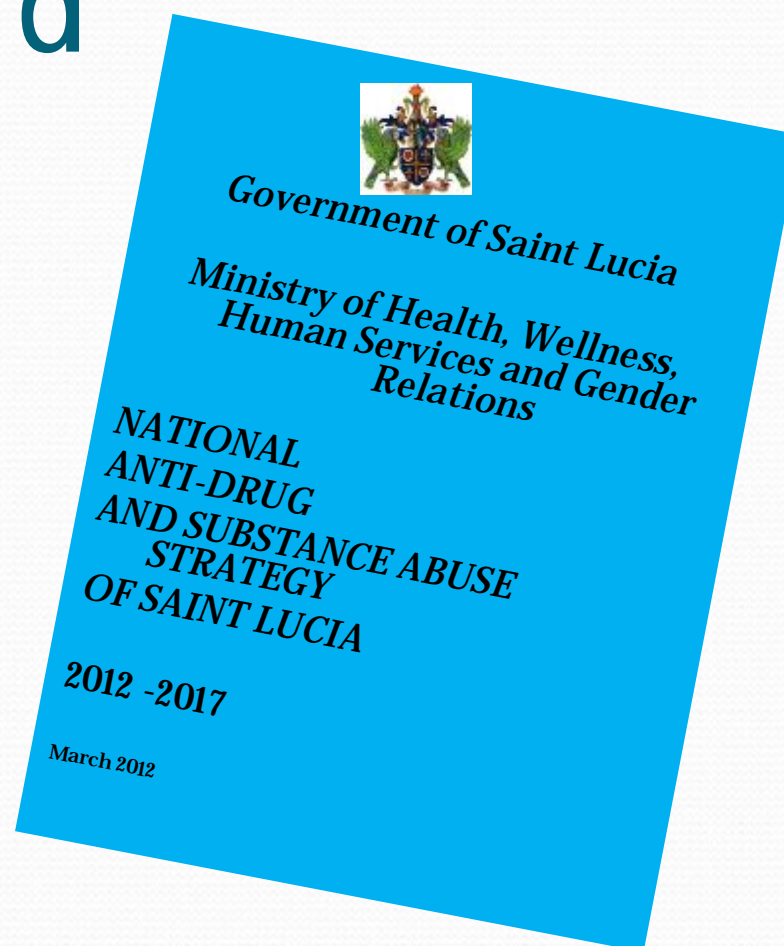 d
Government of Saint Lucia
Ministry of Health, Wellness,
Human Services and Gender
Relations
NATIONAL
ANTI-DRUG
AND SUBSTANCE ABUSE
STRATEGY
OF SAINT LUCIA
2012 -2017
March 2012